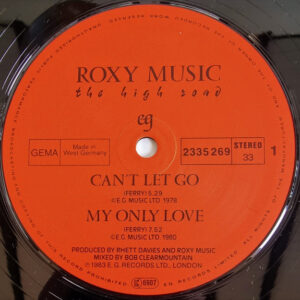 ROXY MUSIC
the high road
eg
GEMA
Made in
West Germany
2335 269
STEREO
33
1
CAN'T LET GO
(FERRY) 5.29
©E.G. MUSIC LTD. 1978
MY ONLY LOVE
(FERRY) 7.52
©E.G. MUSIC LTD. 1980
PRODUCED BY RHETT DAVIES AND ROXY MUSIC
MIXED BY BOB CLEARMOUNTAIN
℗1983 E.G. RECORDS LTD., LONDON
LC 6907